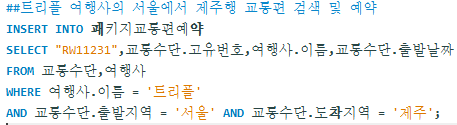 ##트리플 여행사의 서울에서 제주행 교통편 검색 및 예약
INSERT INTO 패키지교통편예약
SELECT "RW11231",교통수단.고유번호,여행사.이름,교통수단.출발날짜
FROM 교통수단,여행사
WHERE 여행사.이름 = '트리플'
AND 교통수단.출발지역 = '서울' AND 교통수단.도착지역 = '제주';